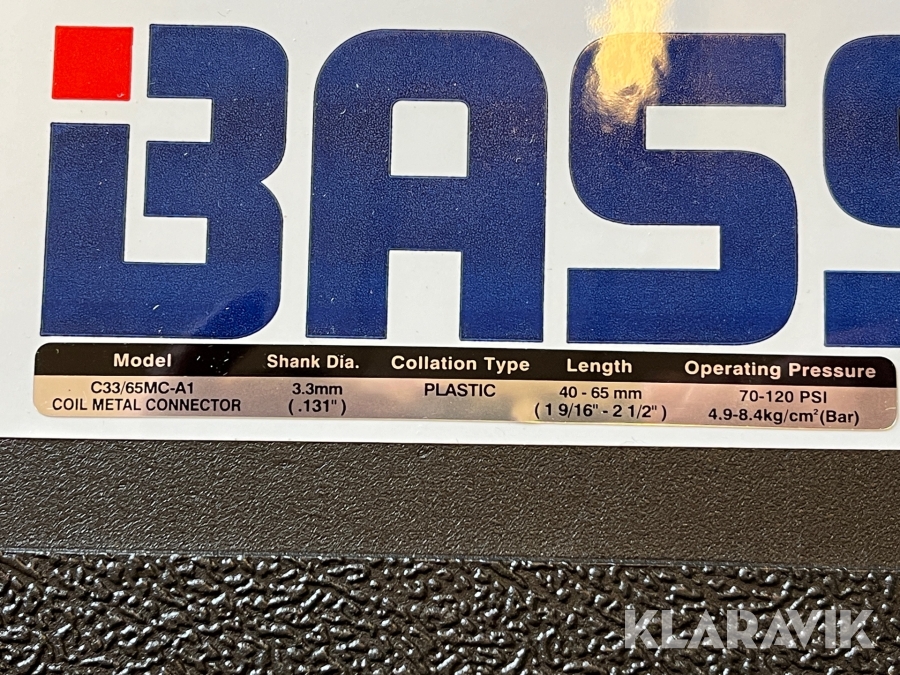 BASS
Model Shank Dia. Collation Type Length Operating Pressure
C33/65MC-A1 3.3mm PLASTIC 40 - 65 mm 70-120 PSI
COIL METAL CONNECTOR (.131") (1 9/16" - 2 1/2") 4.9-8.4kg/cm²(Bar)
KLARAVIK